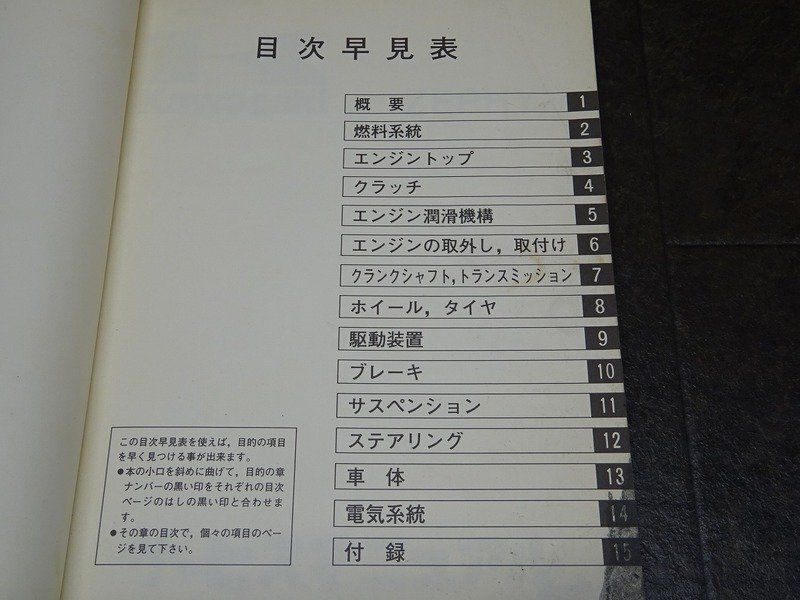 目次早見表
概 要 1
燃料系統 2
エンジントップ 3
クラッチ 4
エンジン潤滑機構 5
エンジンの取外し，取付け 6
クランクシャフト，トランスミッション 7
ホイール，タイヤ 8
駆動装置 9
ブレーキ 10
サスペンション 11
ステアリング 12
車 体 13
電気系統 14
付 録 15
この目次早見表を使えば，目的の項目
を早く見つける事が出来ます。
●本の小口を斜めに曲げて，目的の章
ナンバーの黒い印をそれぞれの目次
ページのはしの黒い印と合わせま
す。
●その章の目次で，個々の項目のペー
ジを見て下さい。